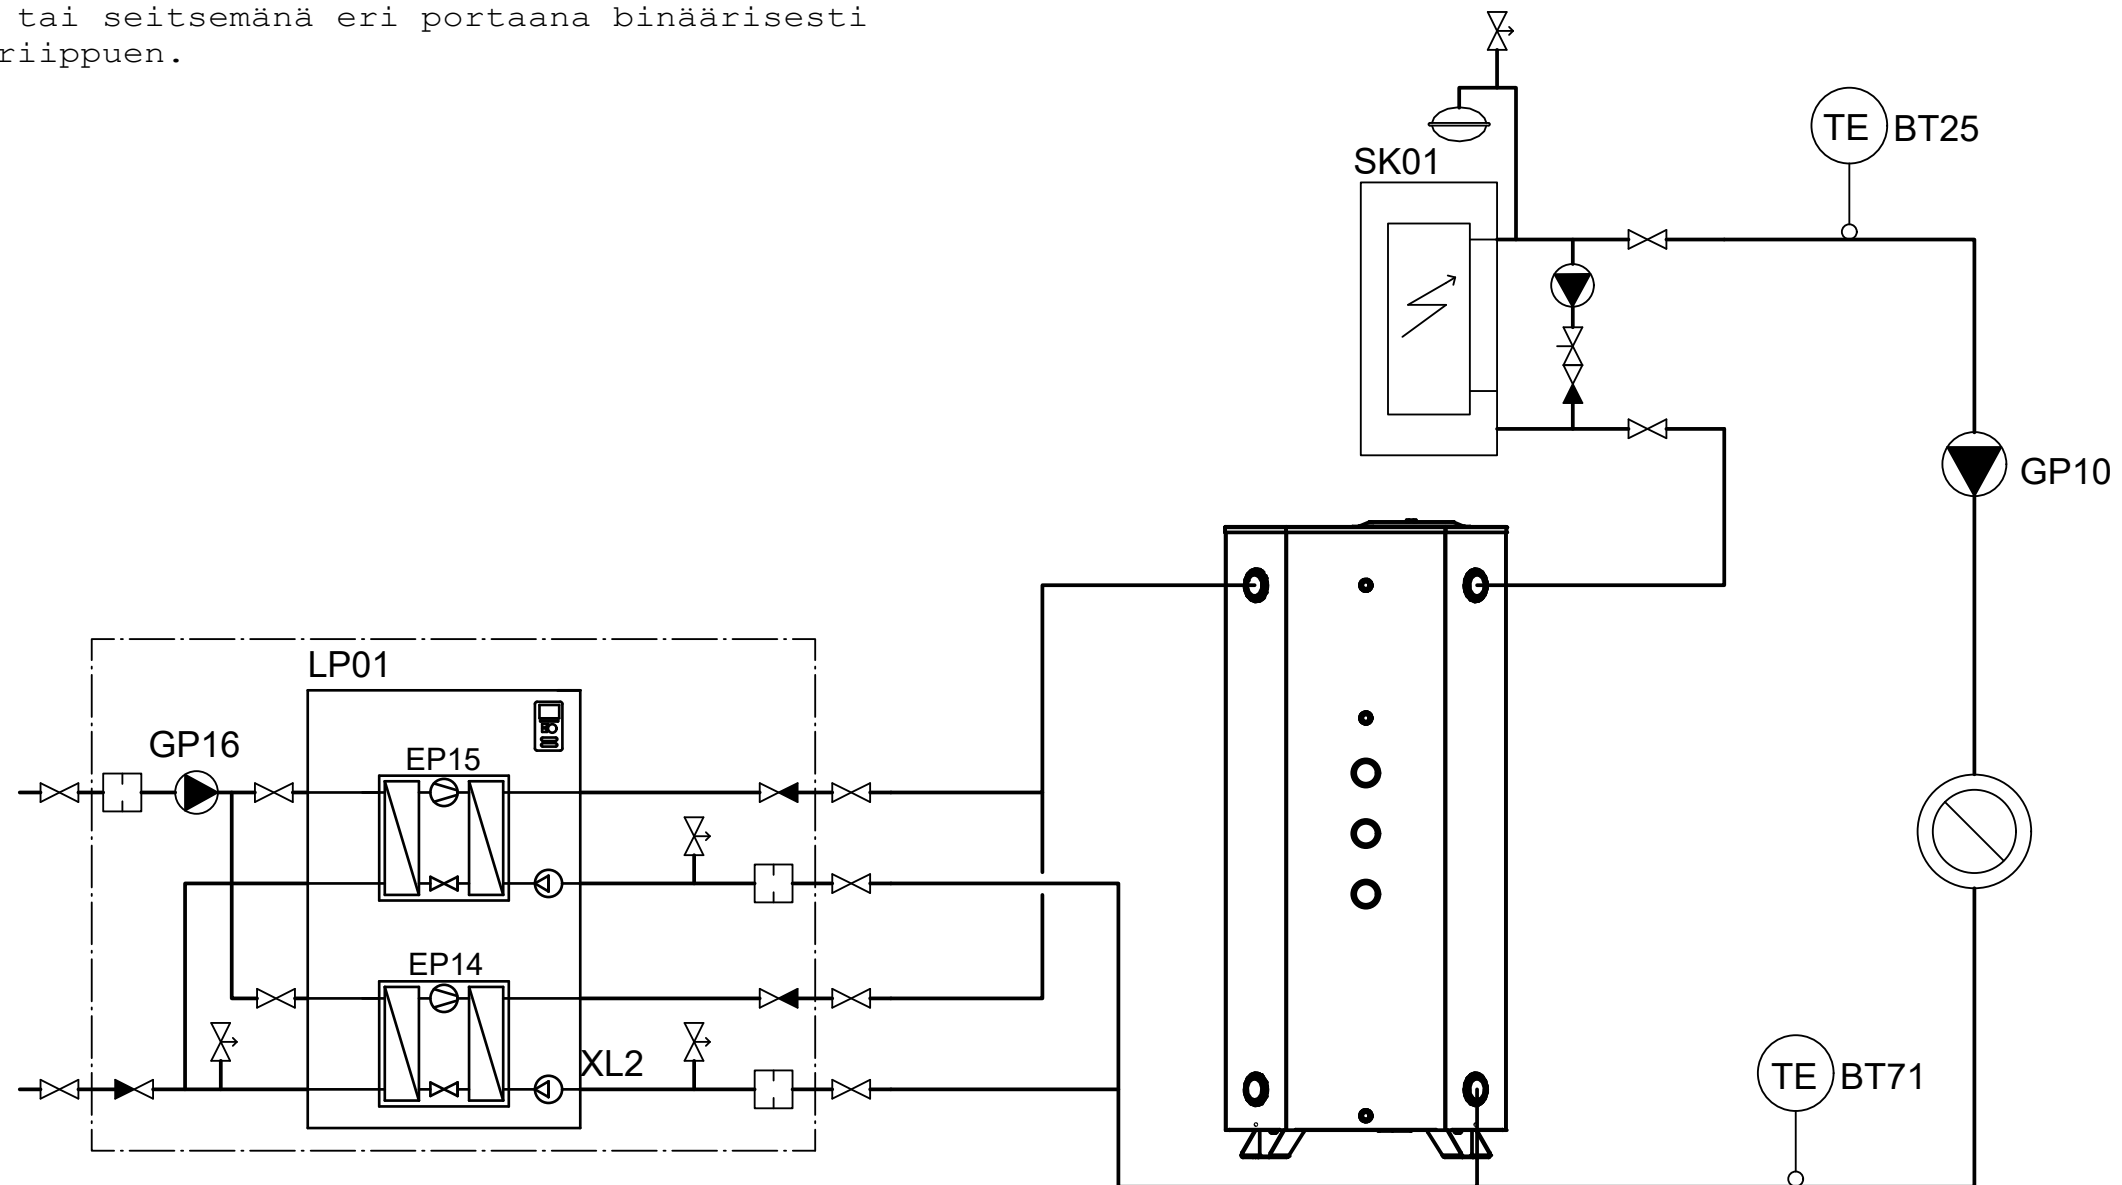 tai seitsemänä eri portaana binäärisesti
riippuen.
SK01
TE BT25
GP10
LP01
GP16
EP15
EP14
XL2
TE BT71